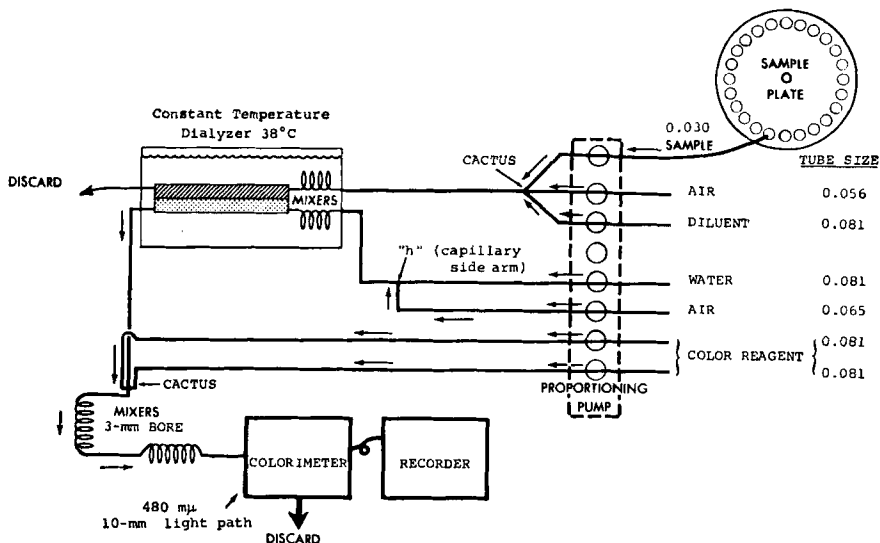 SAMPLE
PLATE
Constant Temperature
Dialyzer 38°C
0.030
SAMPLE
CACTUS
TUBE SIZE
DISCARD
MIXERS
AIR 0.056
DILUENT 0.081
"h" (capillary
side arm)
WATER 0.081
AIR 0.065
0.081
COLOR REAGENT
0.081
CACTUS
PROPORTIONING
PUMP
MIXERS
3-mm BORE
COLORIMETER
RECORDER
480 mμ
10-mm light path
DISCARD